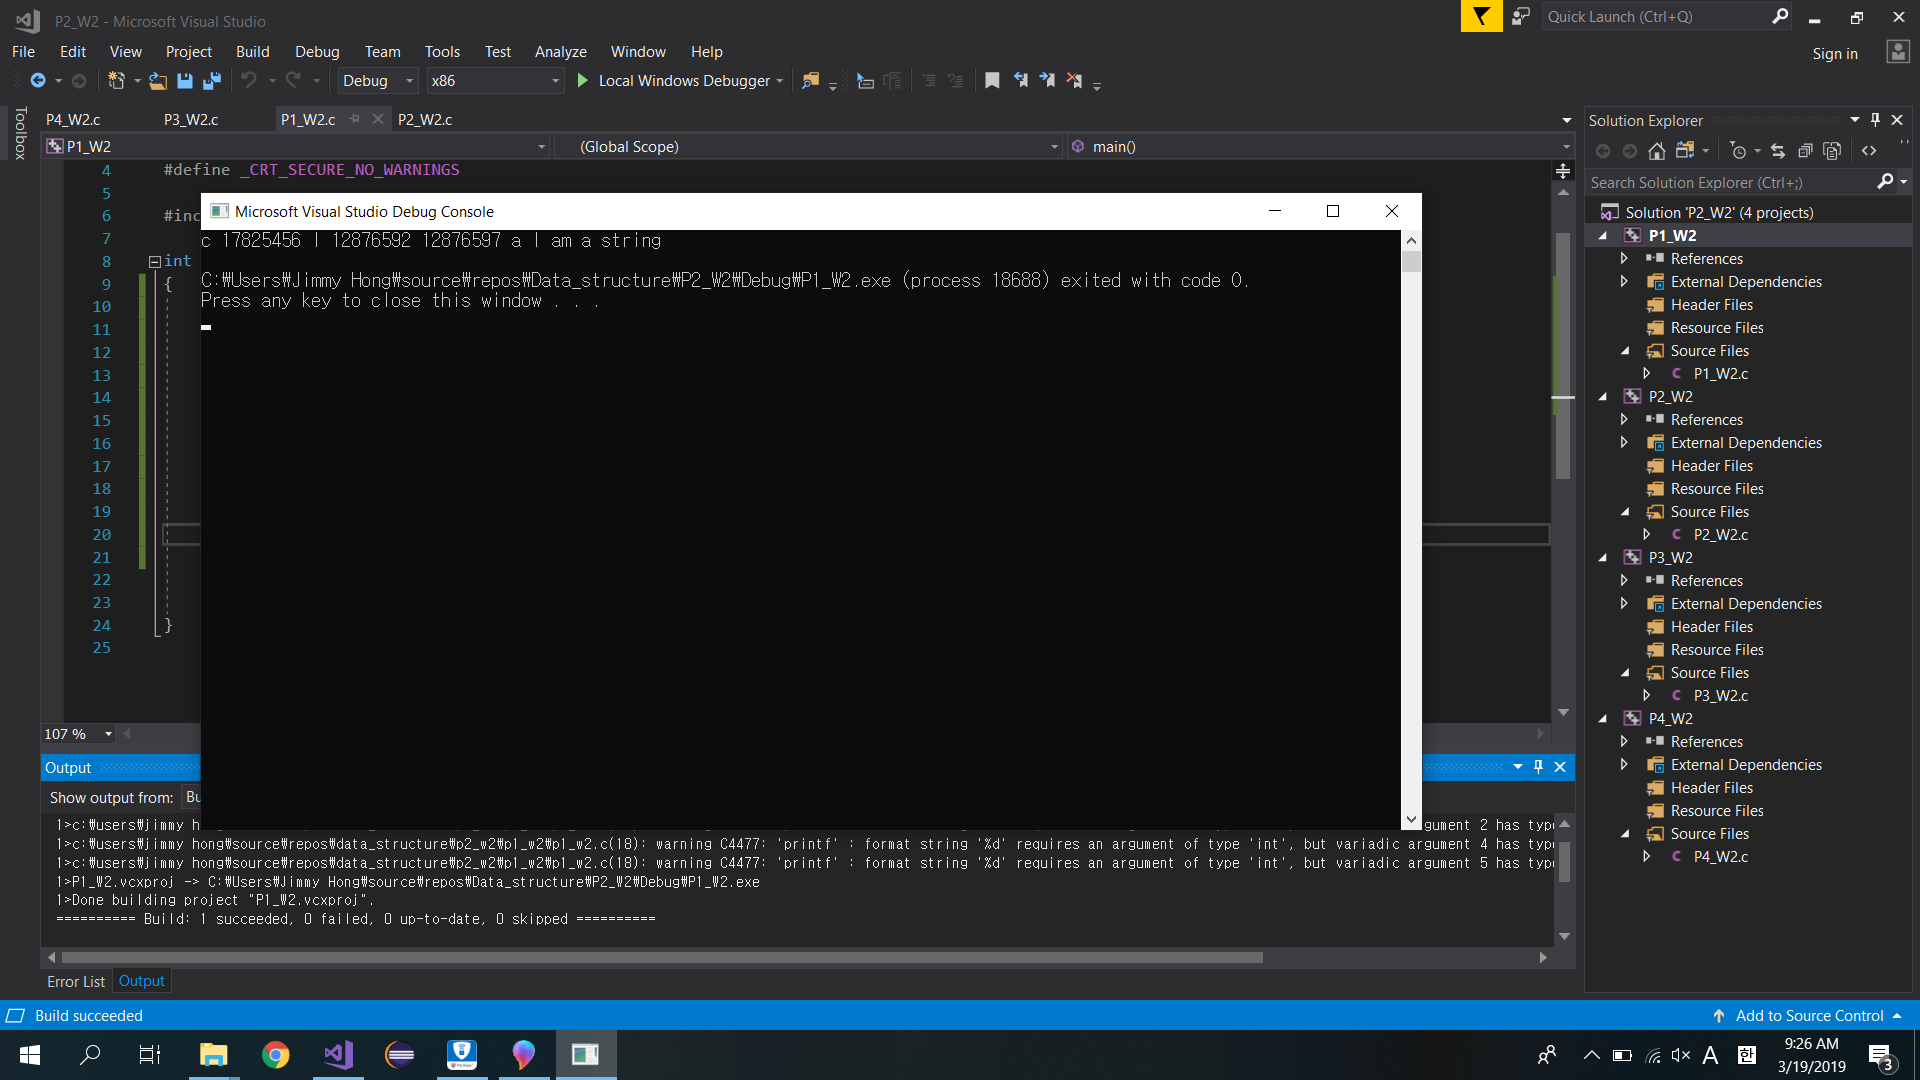 P2_W2 - Microsoft Visual Studio
Quick Launch (Ctrl+Q)
File Edit View Project Build Debug Team Tools Test Analyze Window Help
Sign in
Debug x86 Local Windows Debugger
Toolbox
P4_W2.c P3_W2.c P1_W2.c P2_W2.c
P1_W2 (Global Scope) main()
4 #define _CRT_SECURE_NO_WARNINGS
5
6 #inc
7
8 int
9 {
10
11
12
13
14
15
16
17
18
19
20
21
22
23
24 }
25
Microsoft Visual Studio Debug Console
c 17825456 I 12876592 12876597 a I am a string
C:₩Users₩Jimmy Hong₩source₩repos₩Data_structure₩P2_W2₩Debug₩P1_W2.exe (process 18688) exited with code 0.
Press any key to close this window . . .
107 %
Output
Show output from: Bu
1>c:₩users₩jimmy h
gument 2 has typ
1>c:₩users₩jimmy hong₩source₩repos₩data_structure₩p2_w2₩p1_w2₩p1_w2.c(18): warning C4477: 'printf' : format string '%d' requires an argument of type 'int', but variadic argument 4 has type
1>c:₩users₩jimmy hong₩source₩repos₩data_structure₩p2_w2₩p1_w2₩p1_w2.c(18): warning C4477: 'printf' : format string '%d' requires an argument of type 'int', but variadic argument 5 has type
1>P1_W2.vcxproj -> C:₩Users₩Jimmy Hong₩source₩repos₩Data_structure₩P2_W2₩Debug₩P1_W2.exe
1>Done building project "P1_W2.vcxproj".
========== Build: 1 succeeded, 0 failed, 0 up-to-date, 0 skipped ==========
Error List Output
Solution Explorer
Search Solution Explorer (Ctrl+;)
Solution 'P2_W2' (4 projects)
P1_W2
References
External Dependencies
Header Files
Resource Files
Source Files
P1_W2.c
P2_W2
References
External Dependencies
Header Files
Resource Files
Source Files
P2_W2.c
P3_W2
References
External Dependencies
Header Files
Resource Files
Source Files
P3_W2.c
P4_W2
References
External Dependencies
Header Files
Resource Files
Source Files
P4_W2.c
Build succeeded
Add to Source Control
A 한
9:26 AM
3/19/2019
3